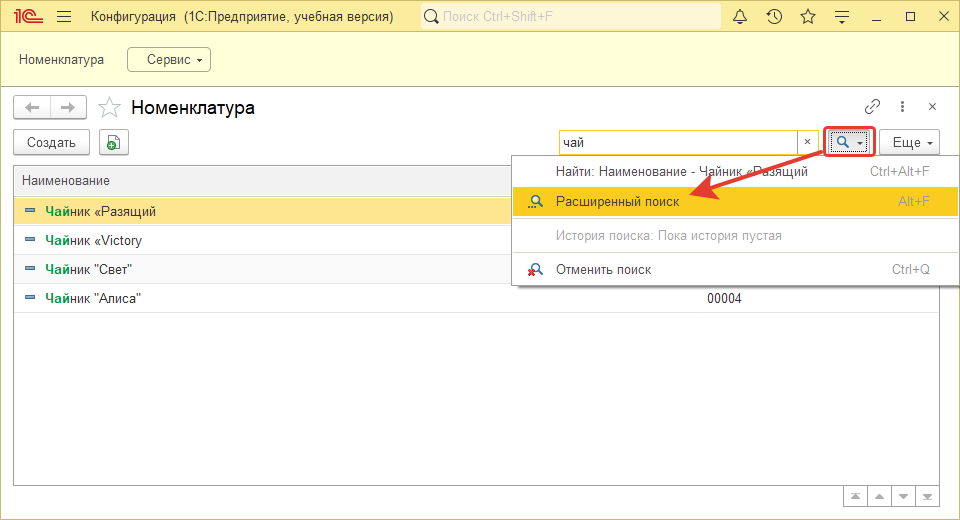 1С Конфигурация (1С:Предприятие, учебная версия) Поиск Ctrl+Shift+F
Номенклатура Сервис
Номенклатура
Создать чай × Еще
Найти: Наименование - Чайник «Разящий Ctrl+Alt+F
Наименование
Расширенный поиск Alt+F
Чайник «Разящий
История поиска: Пока история пустая
Чайник «Victory
Отменить поиск Ctrl+Q
Чайник "Свет"
Чайник "Алиса" 00004